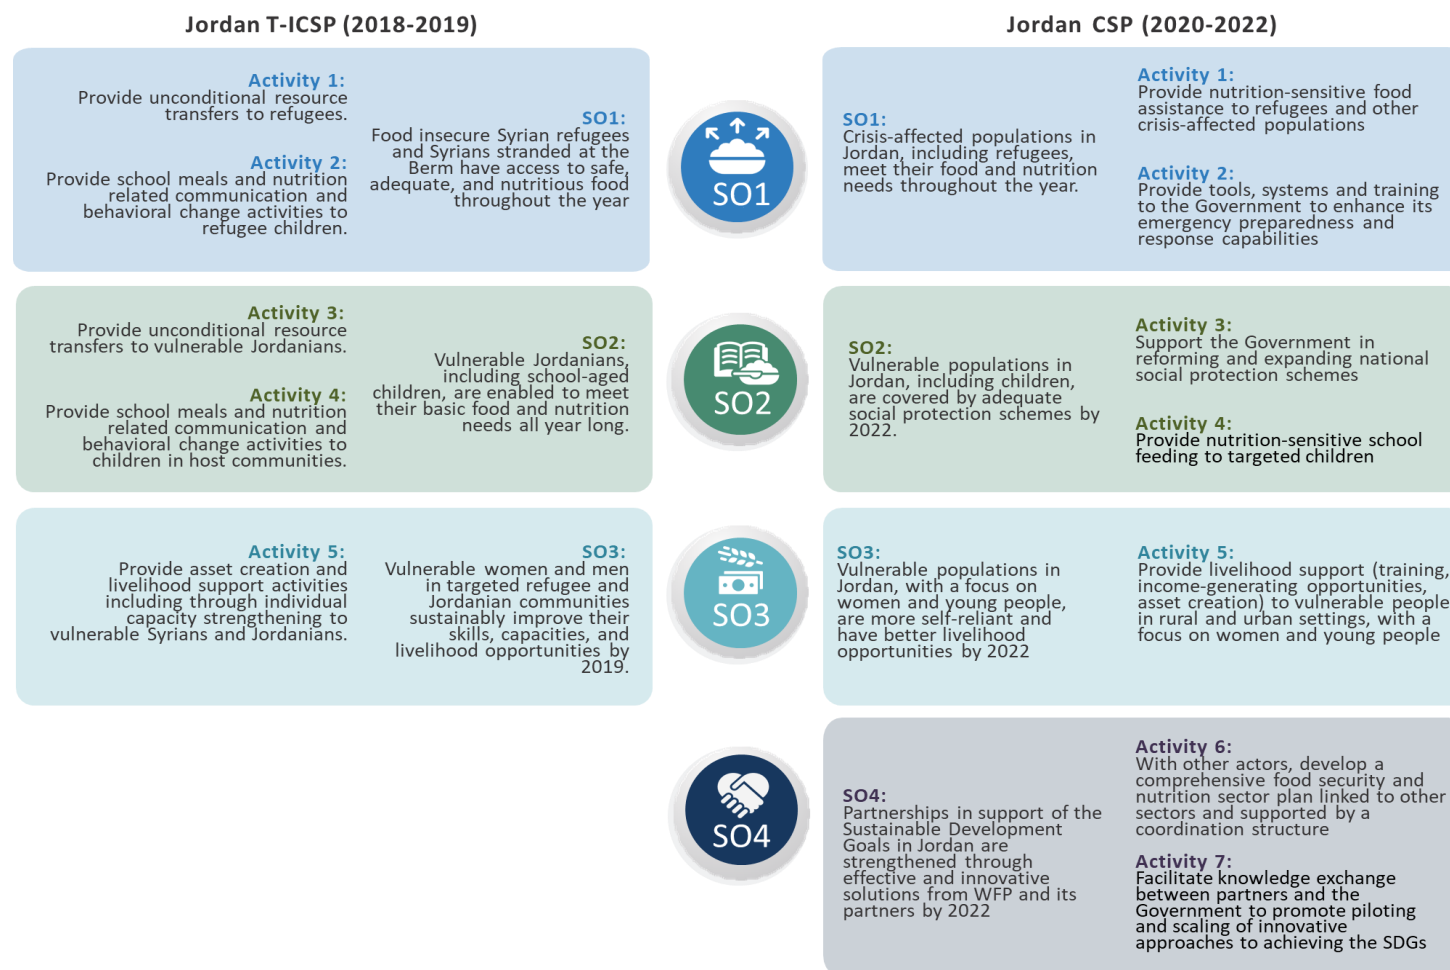 Jordan T-ICSP (2018-2019)
Jordan CSP (2020-2022)
Activity 1:
Provide unconditional resource
transfers to refugees.
Activity 2:
Provide school meals and nutrition
related communication and
behavioral change activities to
refugee children.
SO1:
Food insecure Syrian refugees
and Syrians stranded at the
Berm have access to safe,
adequate, and nutritious food
throughout the year
SO1
SO1:
Crisis-affected populations in
Jordan, including refugees,
meet their food and nutrition
needs throughout the year.
Activity 1:
Provide nutrition-sensitive food
assistance to refugees and other
crisis-affected populations
Activity 2:
Provide tools, systems and training
to the Government to enhance its
emergency preparedness and
response capabilities
Activity 3:
Provide unconditional resource
transfers to vulnerable Jordanians.
Activity 4:
Provide school meals and nutrition
related communication and
behavioral change activities to
children in host communities.
SO2:
Vulnerable Jordanians,
including school-aged
children, are enabled to meet
their basic food and nutrition
needs all year long.
SO2
SO2:
Vulnerable populations in
Jordan, including children,
are covered by adequate
social protection schemes by
2022.
Activity 3:
Support the Government in
reforming and expanding national
social protection schemes
Activity 4:
Provide nutrition-sensitive school
feeding to targeted children
Activity 5:
Provide asset creation and
livelihood support activities
including through individual
capacity strengthening to
vulnerable Syrians and Jordanians.
SO3:
Vulnerable women and men
in targeted refugee and
Jordanian communities
sustainably improve their
skills, capacities, and
livelihood opportunities by
2019.
SO3
SO3:
Vulnerable populations in
Jordan, with a focus on
women and young people,
are more self-reliant and
have better livelihood
opportunities by 2022
Activity 5:
Provide livelihood support (training,
income-generating opportunities,
asset creation) to vulnerable people
in rural and urban settings, with a
focus on women and young people
SO4
SO4:
Partnerships in support of the
Sustainable Development
Goals in Jordan are
strengthened through
effective and innovative
solutions from WFP and its
partners by 2022
Activity 6:
With other actors, develop a
comprehensive food security and
nutrition sector plan linked to other
sectors and supported by a
coordination structure
Activity 7:
Facilitate knowledge exchange
between partners and the
Government to promote piloting
and scaling of innovative
approaches to achieving the SDGs